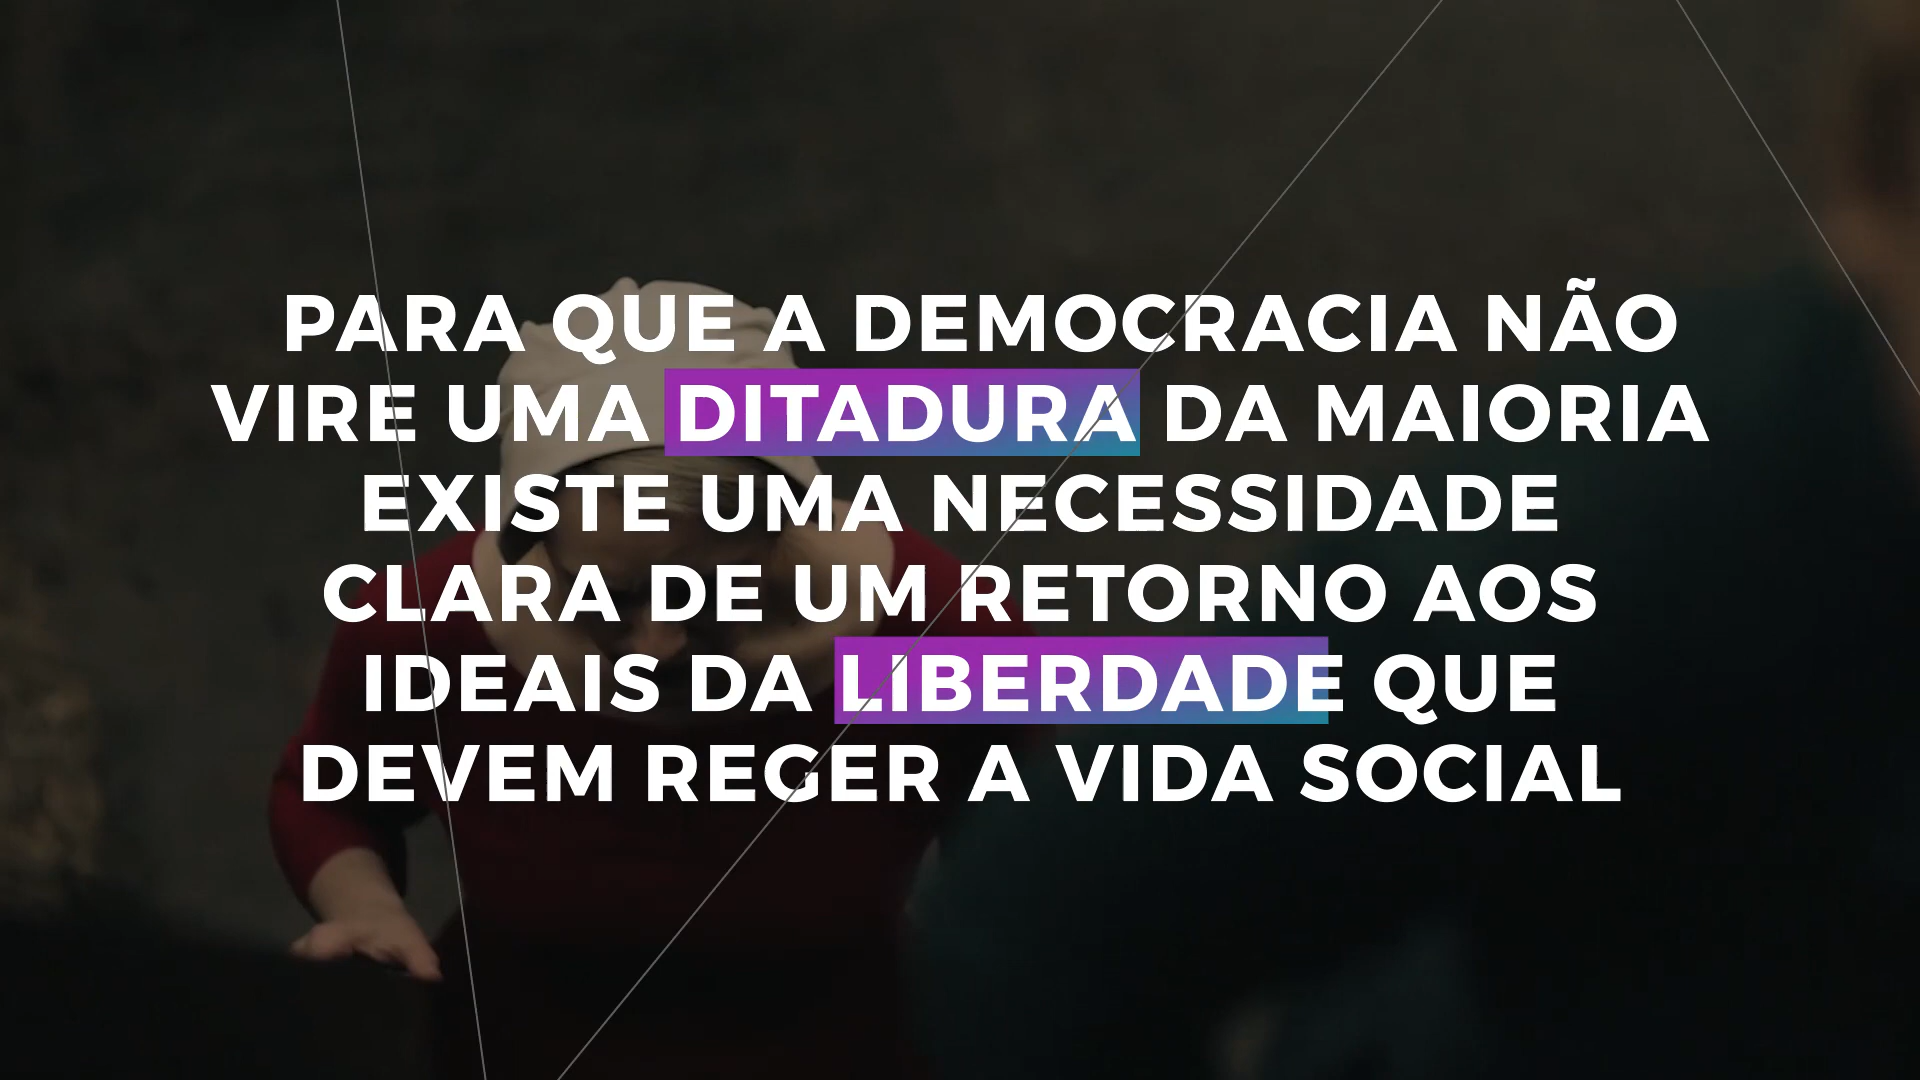 PARA QUE A DEMOCRACIA NÃO
VIRE UMA DITADURA DA MAIORIA
EXISTE UMA NECESSIDADE
CLARA DE UM RETORNO AOS
IDEAIS DA LIBERDADE QUE
DEVEM REGER A VIDA SOCIAL